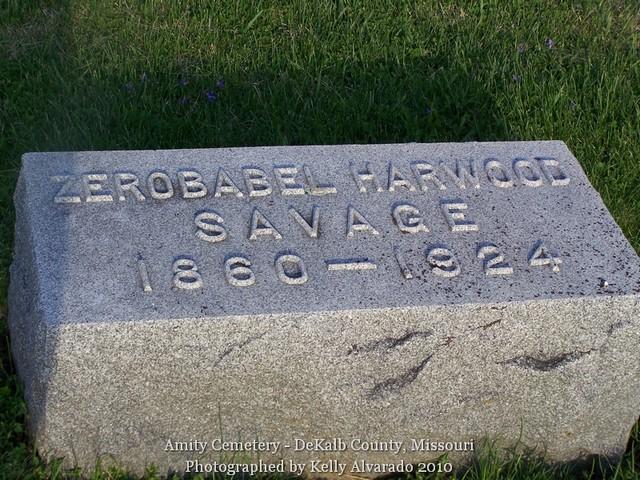 ZEROBABEL HARWOOD
SAVAGE
1860 — 1924
Amity Cemetery - DeKalb County, Missouri
Photographed by Kelly Alvarado 2010